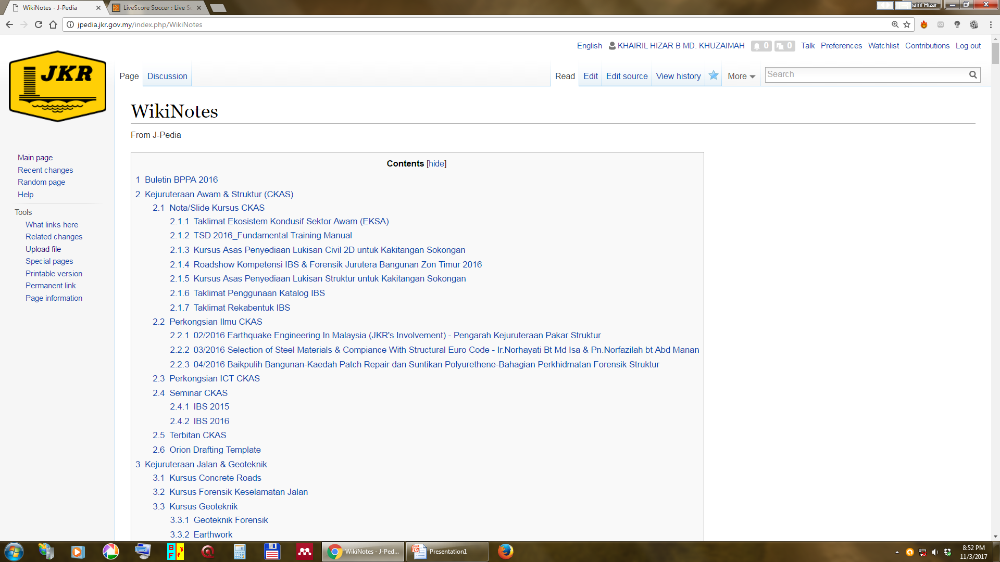 WikiNotes - J-Pedia
LiveScore Soccer : Live Sc
hairil Hizar
jpedia.jkr.gov.my/index.php/WikiNotes
English KHAIRIL HIZAR B MD. KHUZAIMAH 0 0 Talk Preferences Watchlist Contributions Log out
JKR
Page Discussion Read Edit Edit source View history More Search
WikiNotes
From J-Pedia
Main page
Recent changes
Random page
Help
Tools
What links here
Related changes
Upload file
Special pages
Printable version
Permanent link
Page information
Contents [hide]
1 Buletin BPPA 2016
2 Kejuruteraan Awam & Struktur (CKAS)
2.1 Nota/Slide Kursus CKAS
2.1.1 Taklimat Ekosistem Kondusif Sektor Awam (EKSA)
2.1.2 TSD 2016_Fundamental Training Manual
2.1.3 Kursus Asas Penyediaan Lukisan Civil 2D untuk Kakitangan Sokongan
2.1.4 Roadshow Kompetensi IBS & Forensik Jurutera Bangunan Zon Timur 2016
2.1.5 Kursus Asas Penyediaan Lukisan Struktur untuk Kakitangan Sokongan
2.1.6 Taklimat Penggunaan Katalog IBS
2.1.7 Taklimat Rekabentuk IBS
2.2 Perkongsian Ilmu CKAS
2.2.1 02/2016 Earthquake Engineering In Malaysia (JKR's Involvement) - Pengarah Kejuruteraan Pakar Struktur
2.2.2 03/2016 Selection of Steel Materials & Compiance With Structural Euro Code - Ir.Norhayati Bt Md Isa & Pn.Norfazilah bt Abd Manan
2.2.3 04/2016 Baikpulih Bangunan-Kaedah Patch Repair dan Suntikan Polyurethene-Bahagian Perkhidmatan Forensik Struktur
2.3 Perkongsian ICT CKAS
2.4 Seminar CKAS
2.4.1 IBS 2015
2.4.2 IBS 2016
2.5 Terbitan CKAS
2.6 Orion Drafting Template
3 Kejuruteraan Jalan & Geoteknik
3.1 Kursus Concrete Roads
3.2 Kursus Forensik Keselamatan Jalan
3.3 Kursus Geoteknik
3.3.1 Geoteknik Forensik
3.3.2 Earthwork
B
F
WikiNotes - J-Ped...
Presentation1
8:52 PM
11/3/2017